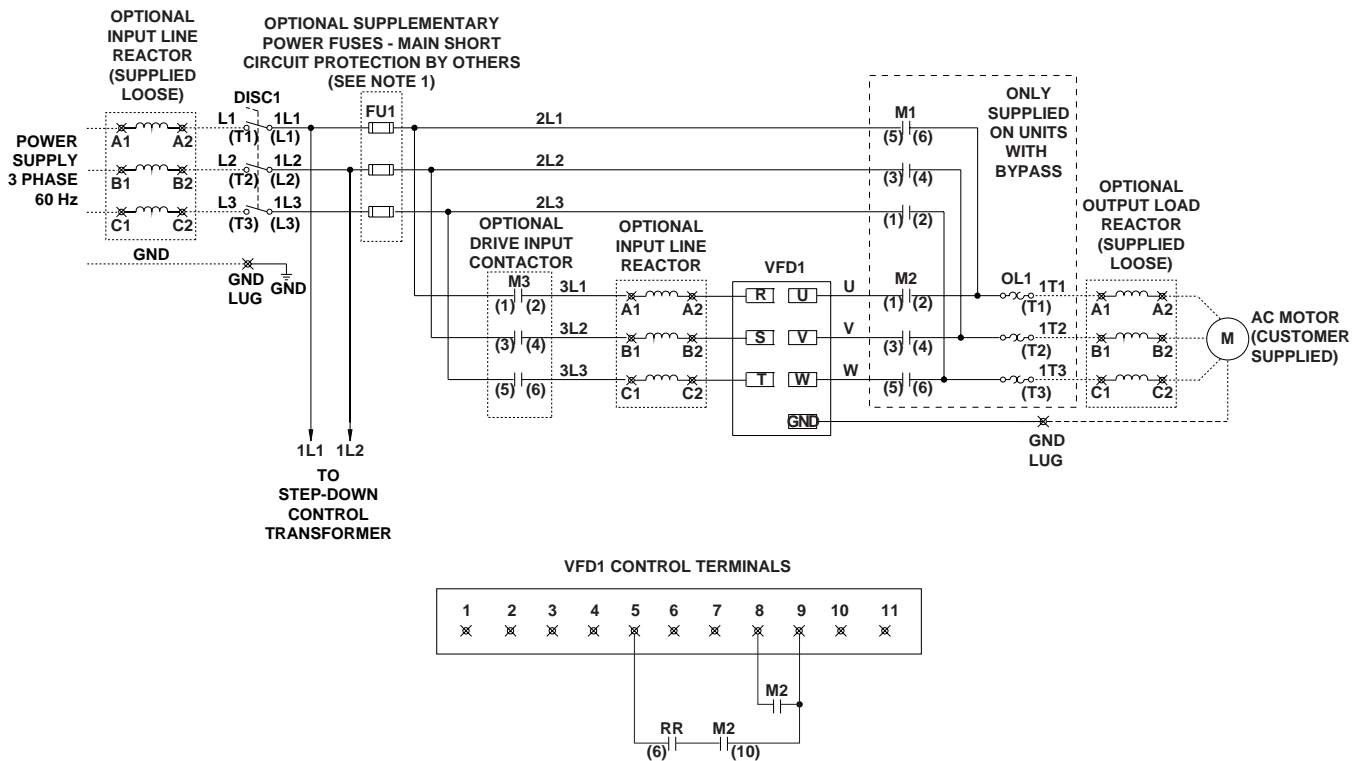 OPTIONAL
INPUT LINE
REACTOR
(SUPPLIED
LOOSE)
OPTIONAL SUPPLEMENTARY
POWER FUSES - MAIN SHORT
CIRCUIT PROTECTION BY OTHERS
(SEE NOTE 1)
ONLY
SUPPLIED
ON UNITS
WITH
BYPASS
DISC1
FU1
POWER
SUPPLY
3 PHASE
60 Hz
A1 A2
L1 1L1
(T1) (L1)
2L1
M1
(5) (6)
B1 B2
L2 1L2
(T2) (L2)
2L2
(3) (4)
C1 C2
L3 1L3
(T3) (L3)
2L3
(1) (2)
GND
GND
LUG
GND
OPTIONAL
DRIVE INPUT
CONTACTOR
OPTIONAL
INPUT LINE
REACTOR
VFD1
OPTIONAL
OUTPUT LOAD
REACTOR
(SUPPLIED
LOOSE)
M3
(1) (2)
3L1
A1 A2
R U
U
M2
(1) (2)
OL1
1T1
(T1)
A1 A2
(3) (4)
3L2
B1 B2
S V
V
(3) (4)
1T2
(T2)
B1 B2
(5) (6)
3L3
C1 C2
T W
W
(5) (6)
1T3
(T3)
C1 C2
M
AC MOTOR
(CUSTOMER
SUPPLIED)
GND
GND
LUG
1L1 1L2
TO
STEP-DOWN
CONTROL
TRANSFORMER
VFD1 CONTROL TERMINALS
1 2 3 4 5 6 7 8 9 10 11
M2
RR M2
(6) (10)